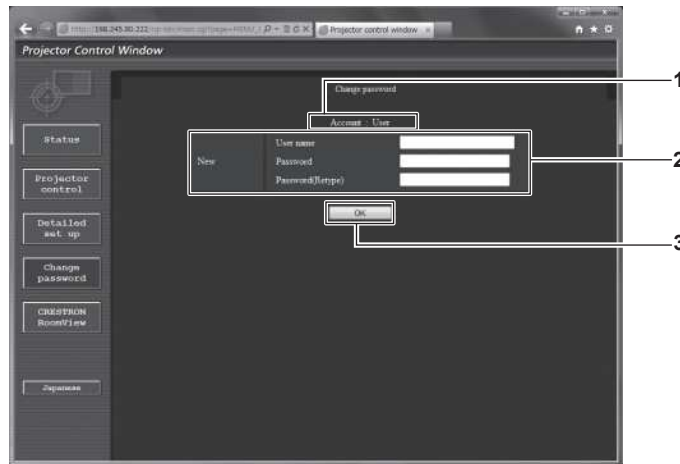 Projector control window
Projector Control Window
Change password
1
Account : User
2
New
User name
Password
Password(Retype)
OK
3
Status
Projector
control
Detailed
set up
Change
password
CRESTRON
RoomView
Japanese